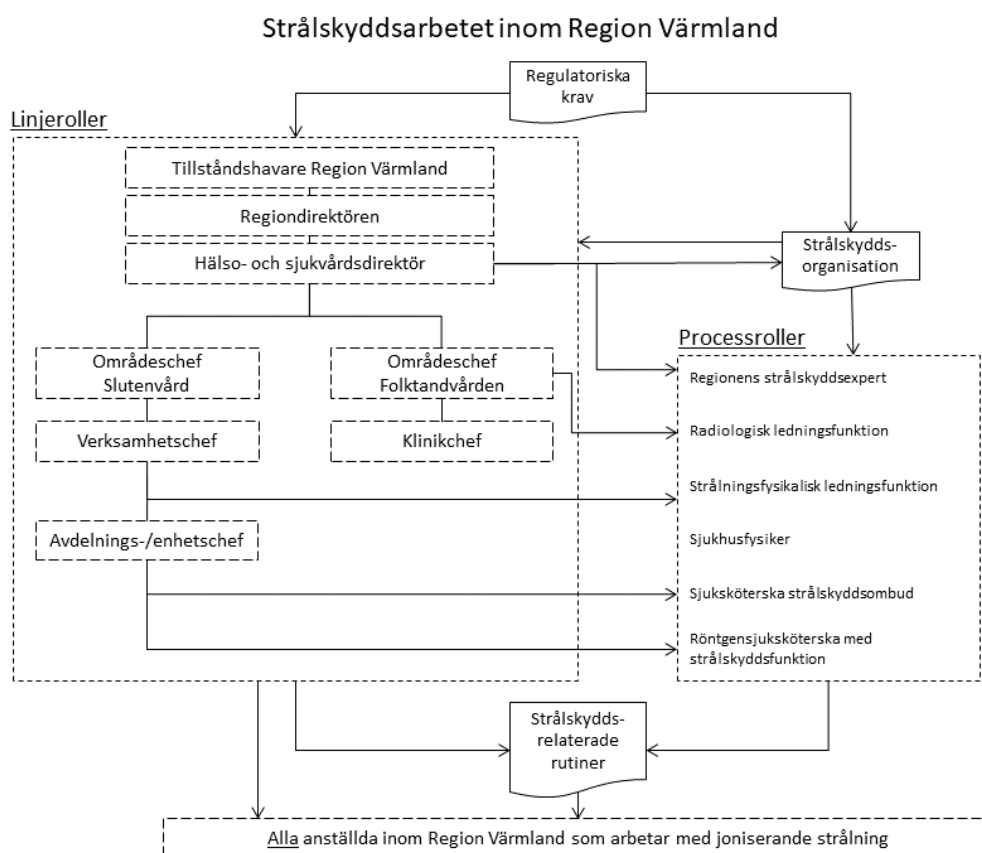 Strålskyddsarbetet inom Region Värmland
Regulatoriska
krav
Linjeroller
Tillståndshavare Region Värmland
Regiondirektören
Hälso- och sjukvårdsdirektör
Strålskydds-
organisation
Områdeschef
Slutenvård
Områdeschef
Folktandvården
Verksamhetschef
Klinikchef
Avdelnings-/enhetschef
Processroller
Regionens strålskyddsexpert
Radiologisk ledningsfunktion
Strålningsfysikalisk ledningsfunktion
Sjukhusfysiker
Sjuksköterska strålskyddsombud
Röntgensjuksköterska med
strålskyddsfunktion
Strålskydds-
relaterade
rutiner
Alla anställda inom Region Värmland som arbetar med joniserande strålning